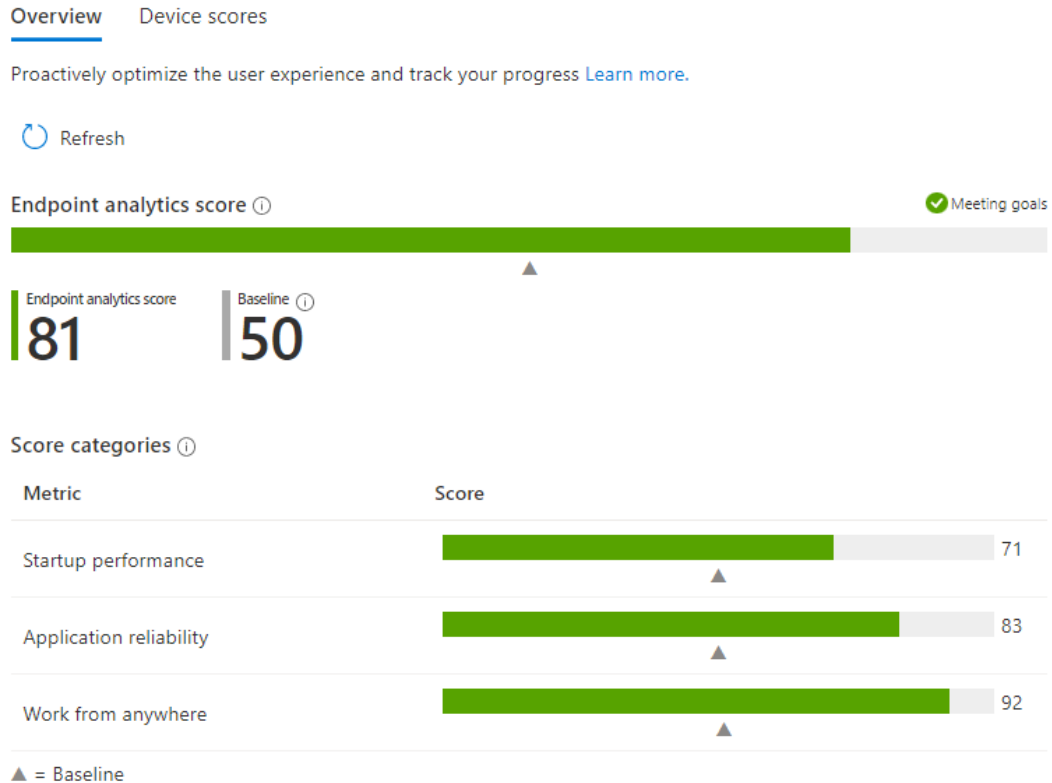 Overview Device scores
Proactively optimize the user experience and track your progress Learn more.
Refresh
Endpoint analytics score Meeting goals
Endpoint analytics score Baseline
81 50
Score categories
Metric Score
Startup performance 71
Application reliability 83
Work from anywhere 92
▲ = Baseline